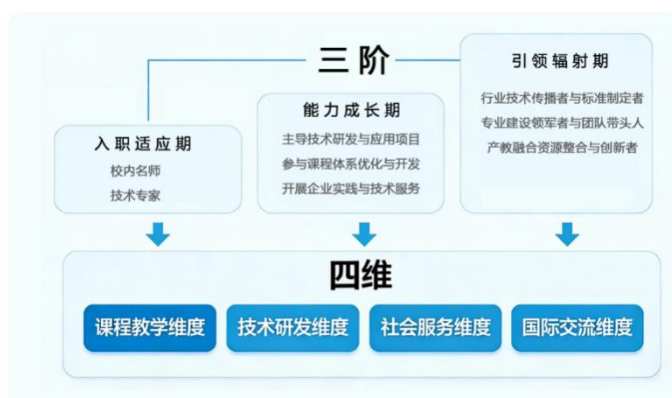 三阶
入职适应期
校内名师
技术专家
能力成长期
主导技术研发与应用项目
参与课程体系优化与开发
开展企业实践与技术服务
引领辐射期
行业技术传播者与标准制定者
专业建设领军者与团队带头人
产教融合资源整合与创新者
四维
课程教学维度
技术研发维度
社会服务维度
国际交流维度